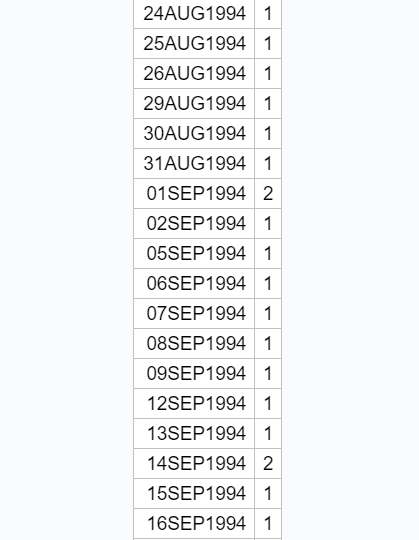 24AUG1994 1
25AUG1994 1
26AUG1994 1
29AUG1994 1
30AUG1994 1
31AUG1994 1
01SEP1994 2
02SEP1994 1
05SEP1994 1
06SEP1994 1
07SEP1994 1
08SEP1994 1
09SEP1994 1
12SEP1994 1
13SEP1994 1
14SEP1994 2
15SEP1994 1
16SEP1994 1